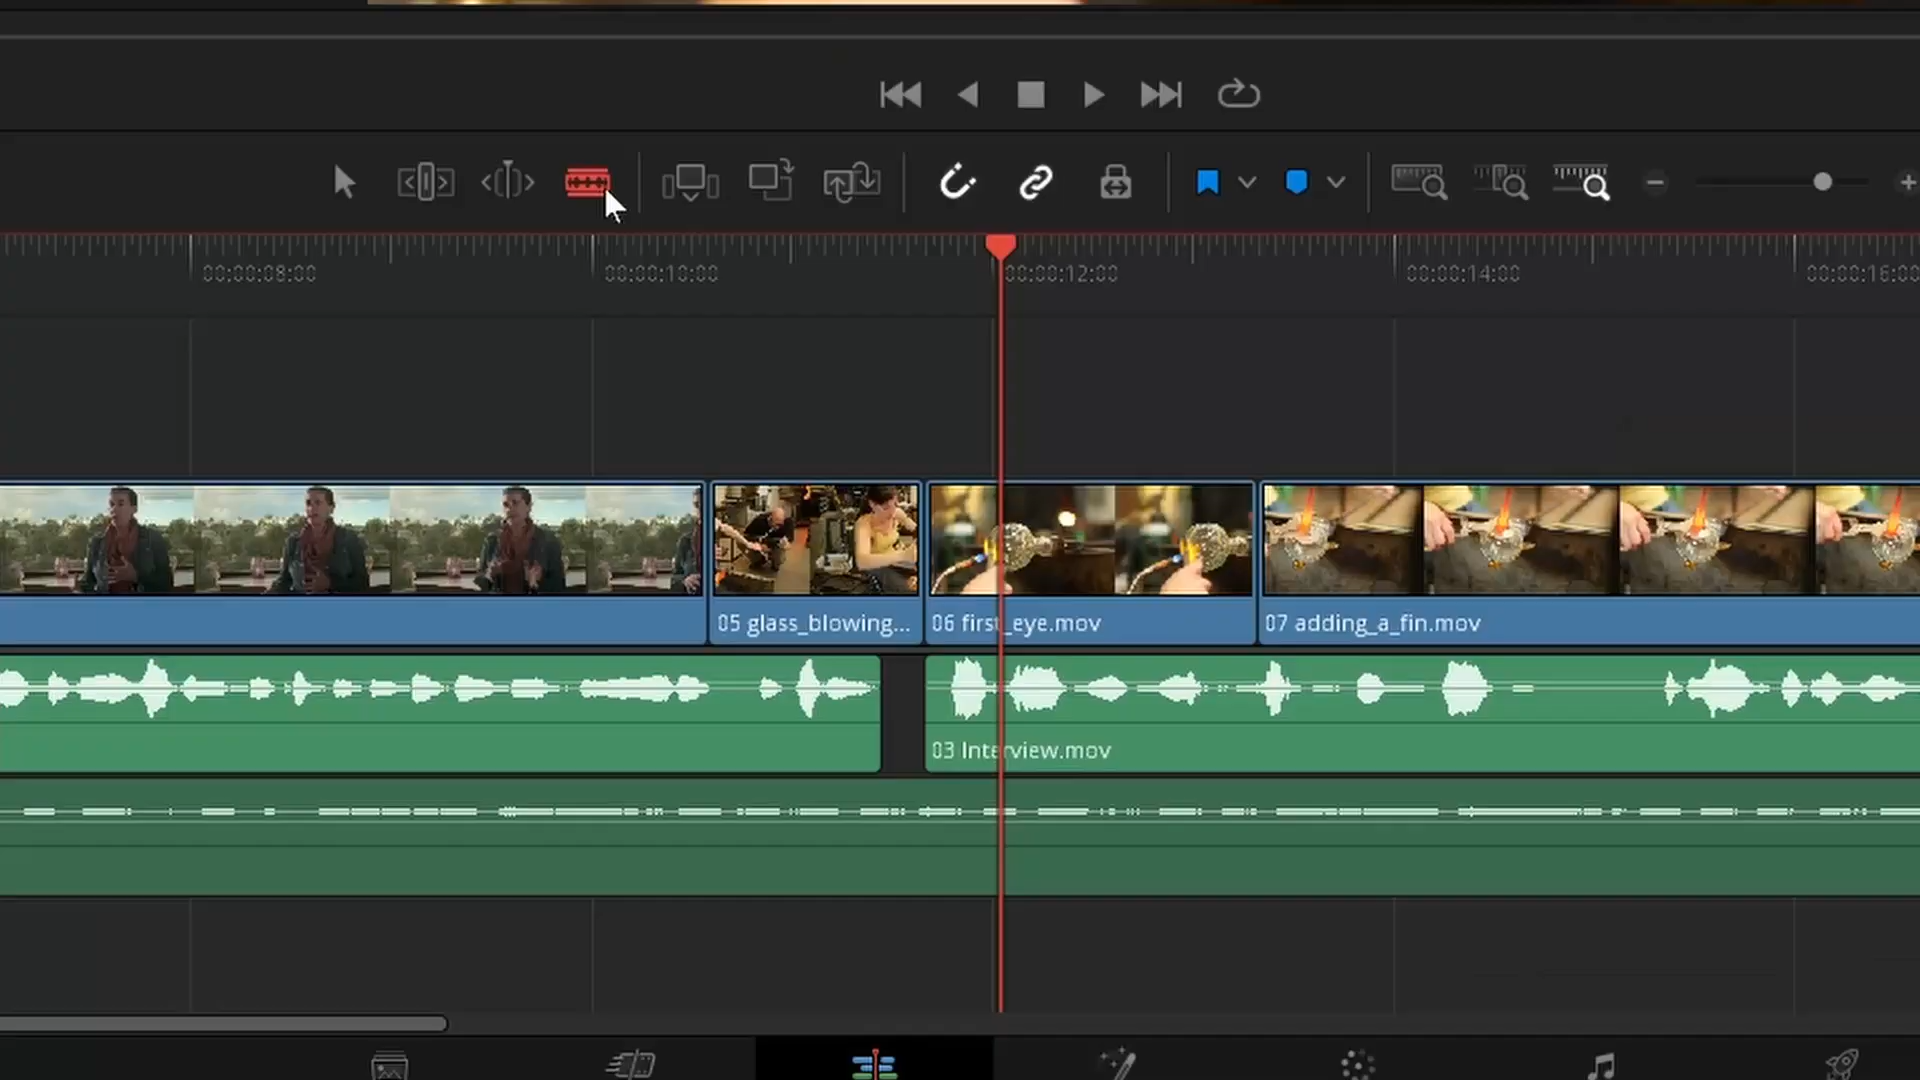 00:00:08:00
00:00:10:00
00:00:12:00
00:00:14:00
00:00:16:00
05 glass_blowing...
06 first_eye.mov
07 adding_a_fin.mov
03 Interview.mov